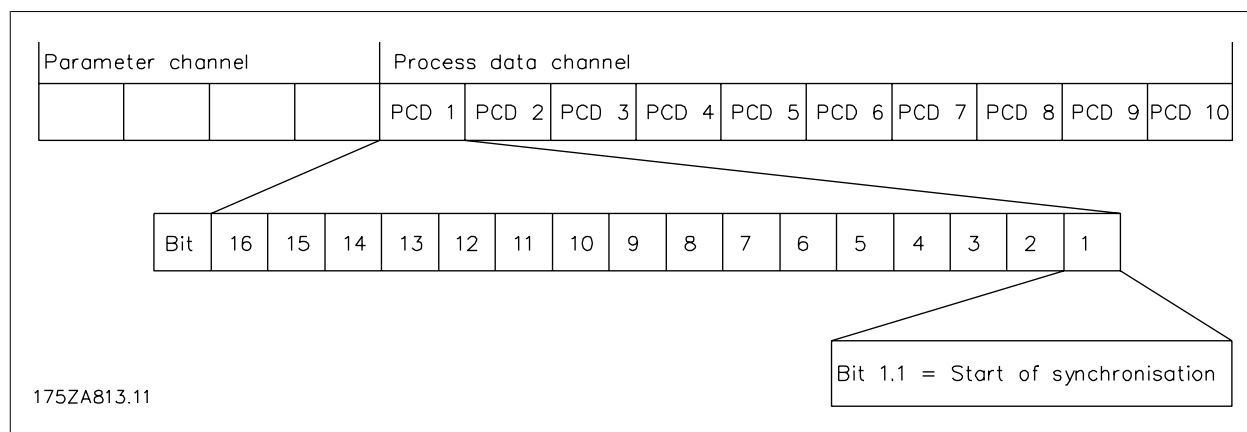 Parameter channel Process data channel
PCD 1 PCD 2 PCD 3 PCD 4 PCD 5 PCD 6 PCD 7 PCD 8 PCD 9 PCD 10
Bit 16 15 14 13 12 11 10 9 8 7 6 5 4 3 2 1
Bit 1.1 = Start of synchronisation
175ZA813.11